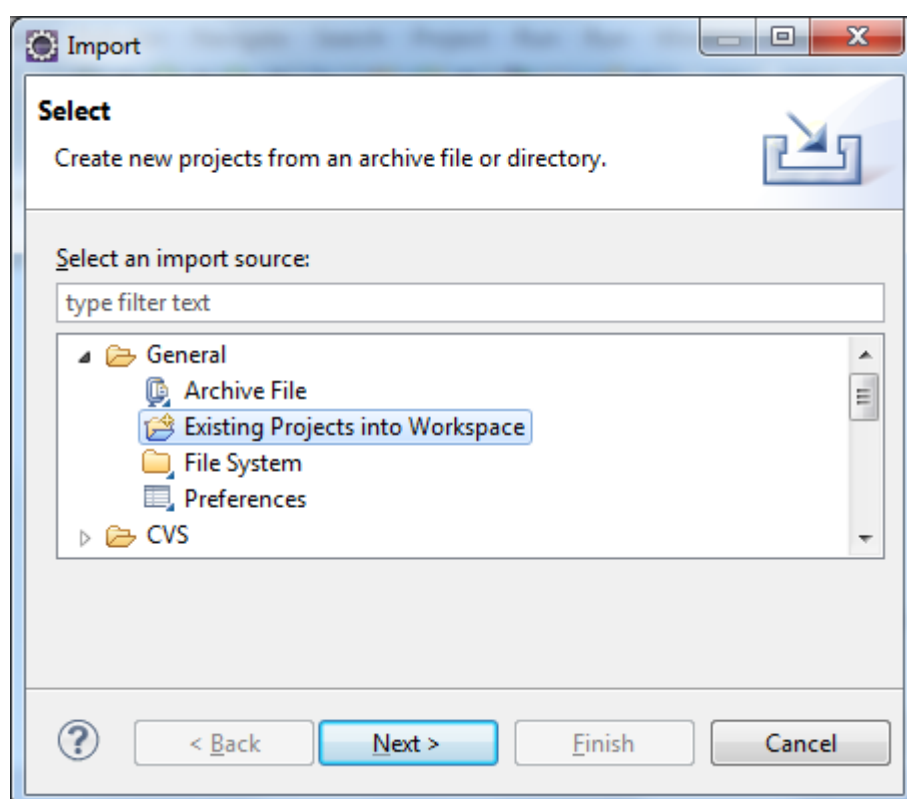 Import
Select
Create new projects from an archive file or directory.
Select an import source:
type filter text
General
Archive File
Existing Projects into Workspace
File System
Preferences
CVS
< Back Next > Finish Cancel